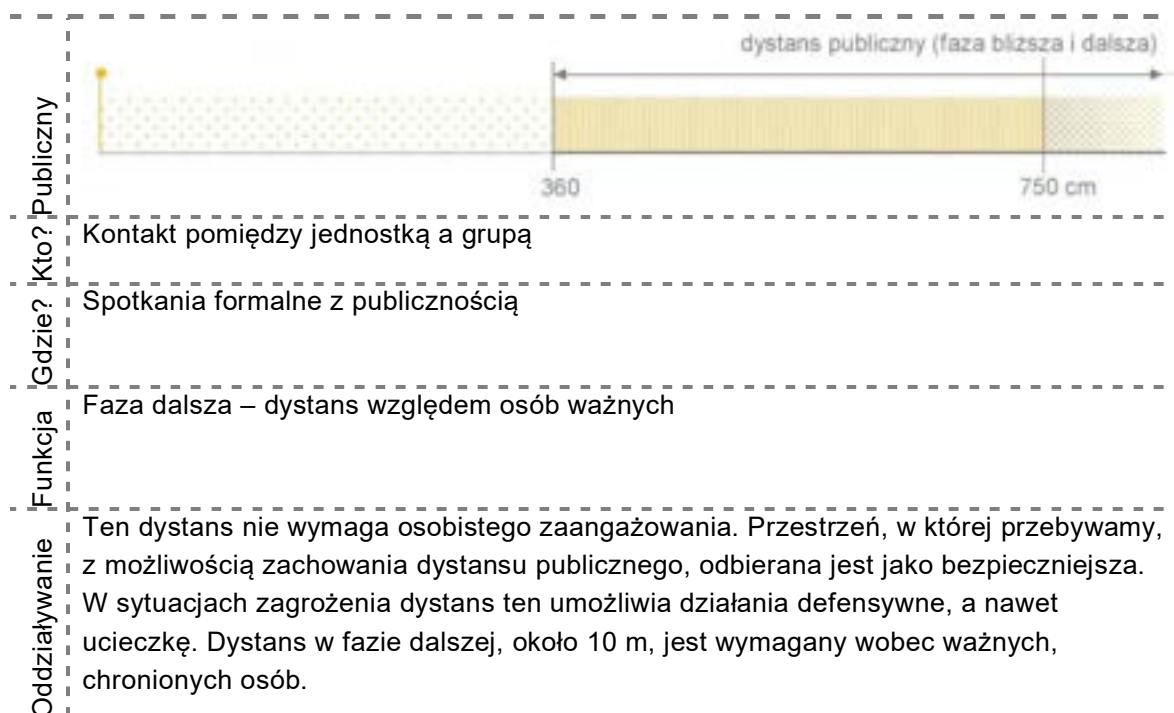 Publiczny
dystans publiczny (faza bliższa i dalsza)
360
750 cm
Kto?
Kontakt pomiędzy jednostką a grupą
Gdzie?
Spotkania formalne z publicznością
Funkcja
Faza dalsza – dystans względem osób ważnych
Oddziaływanie
Ten dystans nie wymaga osobistego zaangażowania. Przestrzeń, w której przebywamy,
z możliwością zachowania dystansu publicznego, odbierana jest jako bezpieczniejsza.
W sytuacjach zagrożenia dystans ten umożliwia działania defensywne, a nawet
ucieczkę. Dystans w fazie dalszej, około 10 m, jest wymagany wobec ważnych,
chronionych osób.